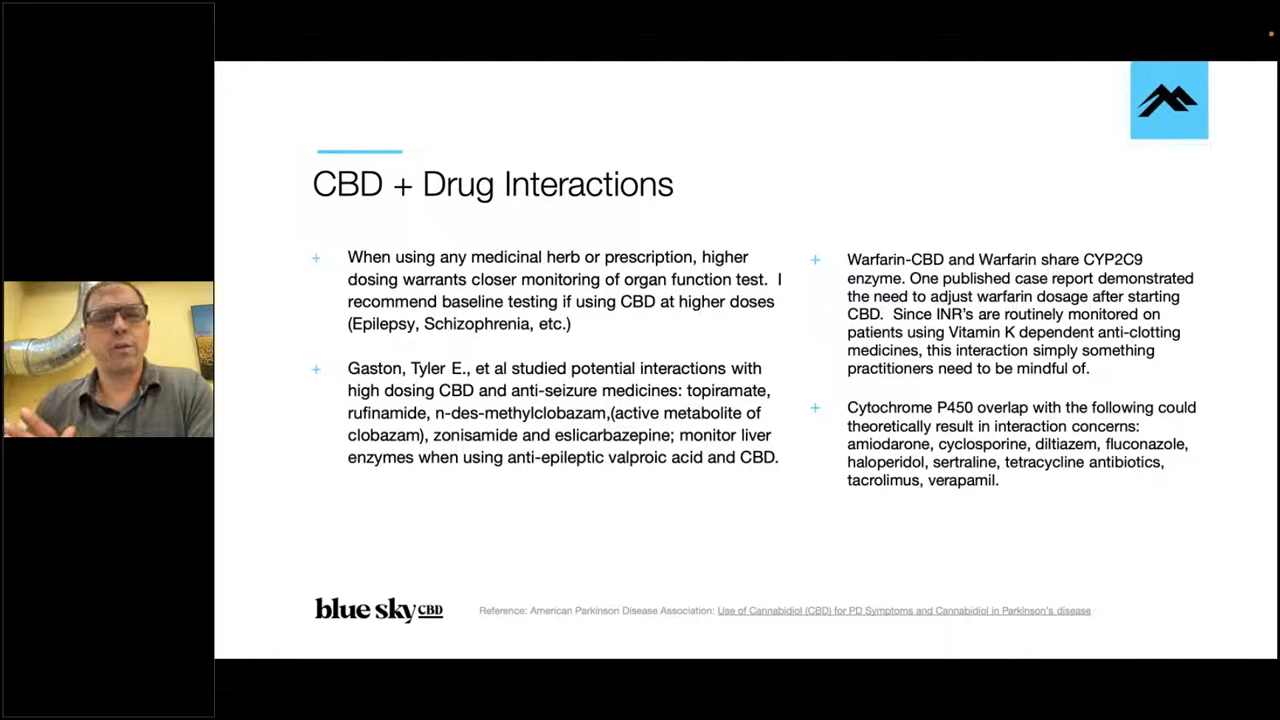 CBD + Drug Interactions
+ When using any medicinal herb or prescription, higher
dosing warrants closer monitoring of organ function test.  I
recommend baseline testing if using CBD at higher doses
(Epilepsy, Schizophrenia, etc.)
+ Gaston, Tyler E., et al studied potential interactions with
high dosing CBD and anti-seizure medicines: topiramate,
rufinamide, n-des-methylclobazam,(active metabolite of
clobazam), zonisamide and eslicarbazepine; monitor liver
enzymes when using anti-epileptic valproic acid and CBD.
+ Warfarin-CBD and Warfarin share CYP2C9
enzyme. One published case report demonstrated
the need to adjust warfarin dosage after starting
CBD.  Since INR's are routinely monitored on
patients using Vitamin K dependent anti-clotting
medicines, this interaction simply something
practitioners need to be mindful of.
+ Cytochrome P450 overlap with the following could
theoretically result in interaction concerns:
amiodarone, cyclosporine, diltiazem, fluconazole,
haloperidol, sertraline, tetracycline antibiotics,
tacrolimus, verapamil.
blue sky CBD
Reference: American Parkinson Disease Association: Use of Cannabidiol (CBD) for PD Symptoms and Cannabidiol in Parkinson's disease